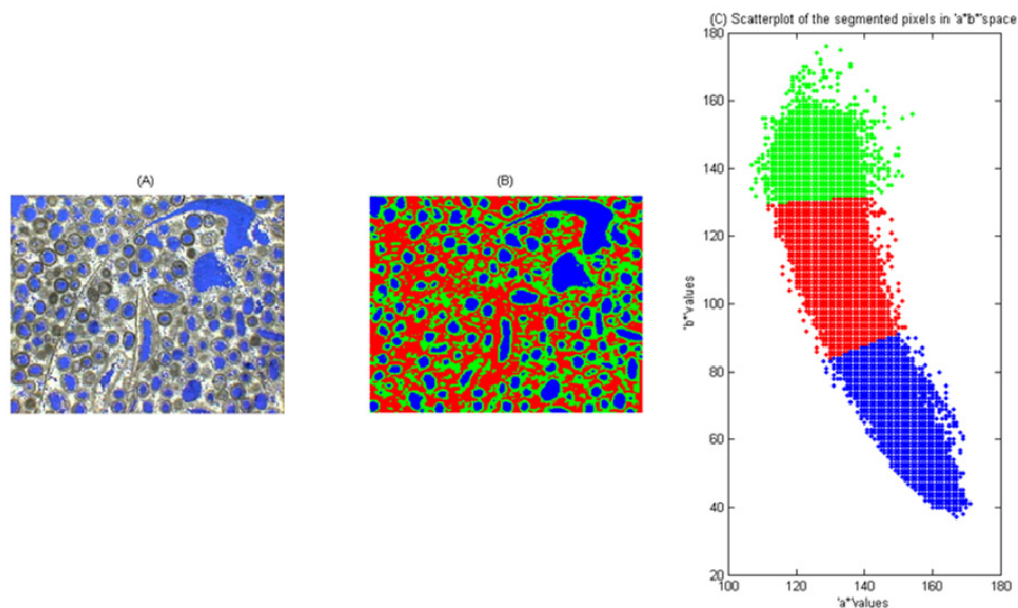 (A)
(B)
(C) Scatterplot of the segmented pixels in 'a*b*'space
180
160
140
120
100
80
60
40
20
100
120
140
160
180
'b*'values
'a*'values